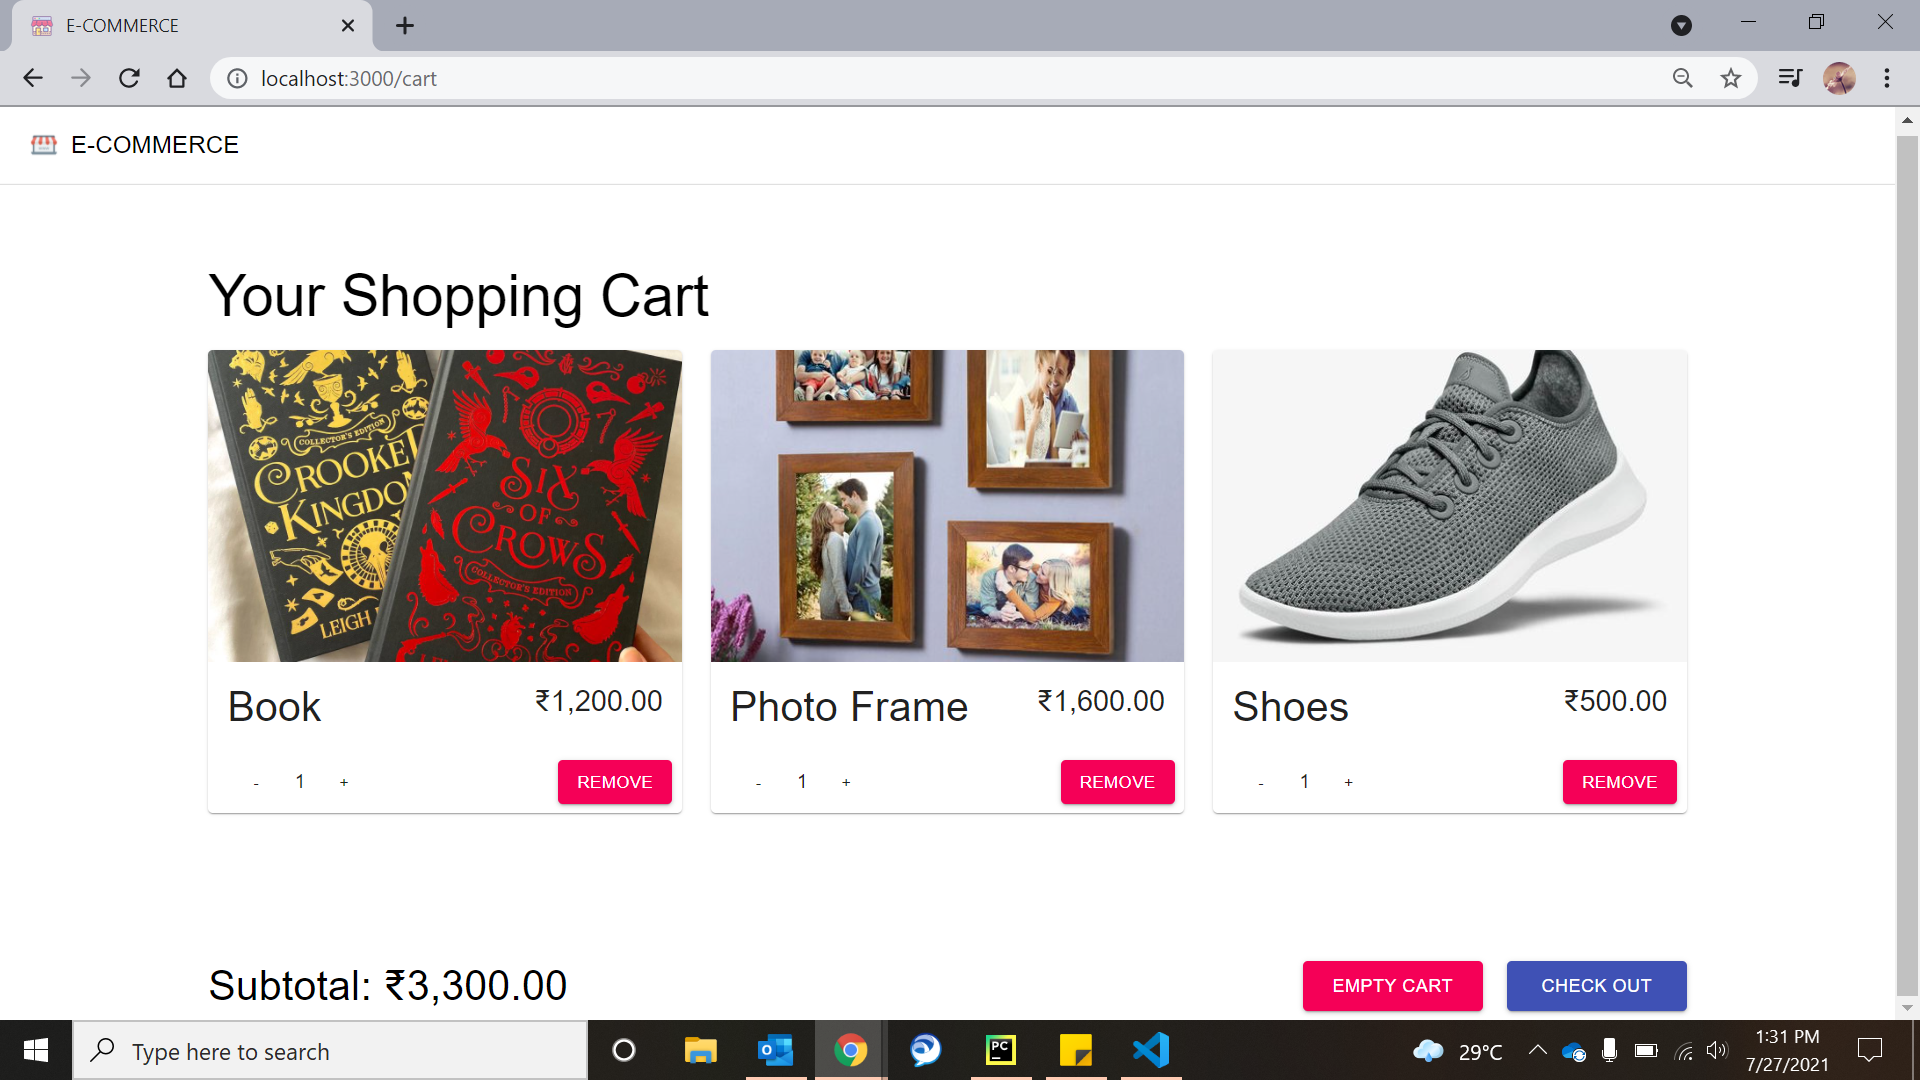 E-COMMERCE
localhost:3000/cart
E-COMMERCE
Your Shopping Cart
COLLECTOR'S EDITION
CROOKED
KINGDOM
LEIGH
SIX
OF
CROWS
COLLECTOR'S EDITION
Book ₹1,200.00
- 1 + REMOVE
Photo Frame ₹1,600.00
- 1 + REMOVE
Shoes ₹500.00
- 1 + REMOVE
Subtotal: ₹3,300.00
EMPTY CART
CHECK OUT
Type here to search
PC
29°C
1:31 PM
7/27/2021